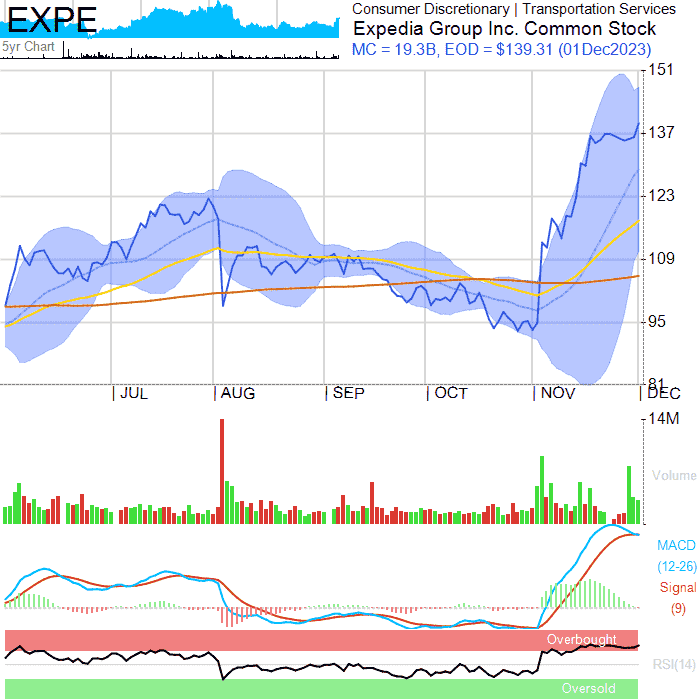 EXPE
5yr Chart
Consumer Discretionary | Transportation Services
Expedia Group Inc. Common Stock
MC = 19.3B, EOD = $139.31 (01Dec2023)
151
137
123
109
95
81
JUL AUG SEP OCT NOV DEC
14M
Volume
MACD
(12-26)
Signal
(9)
Overbought
RSI(14)
Oversold